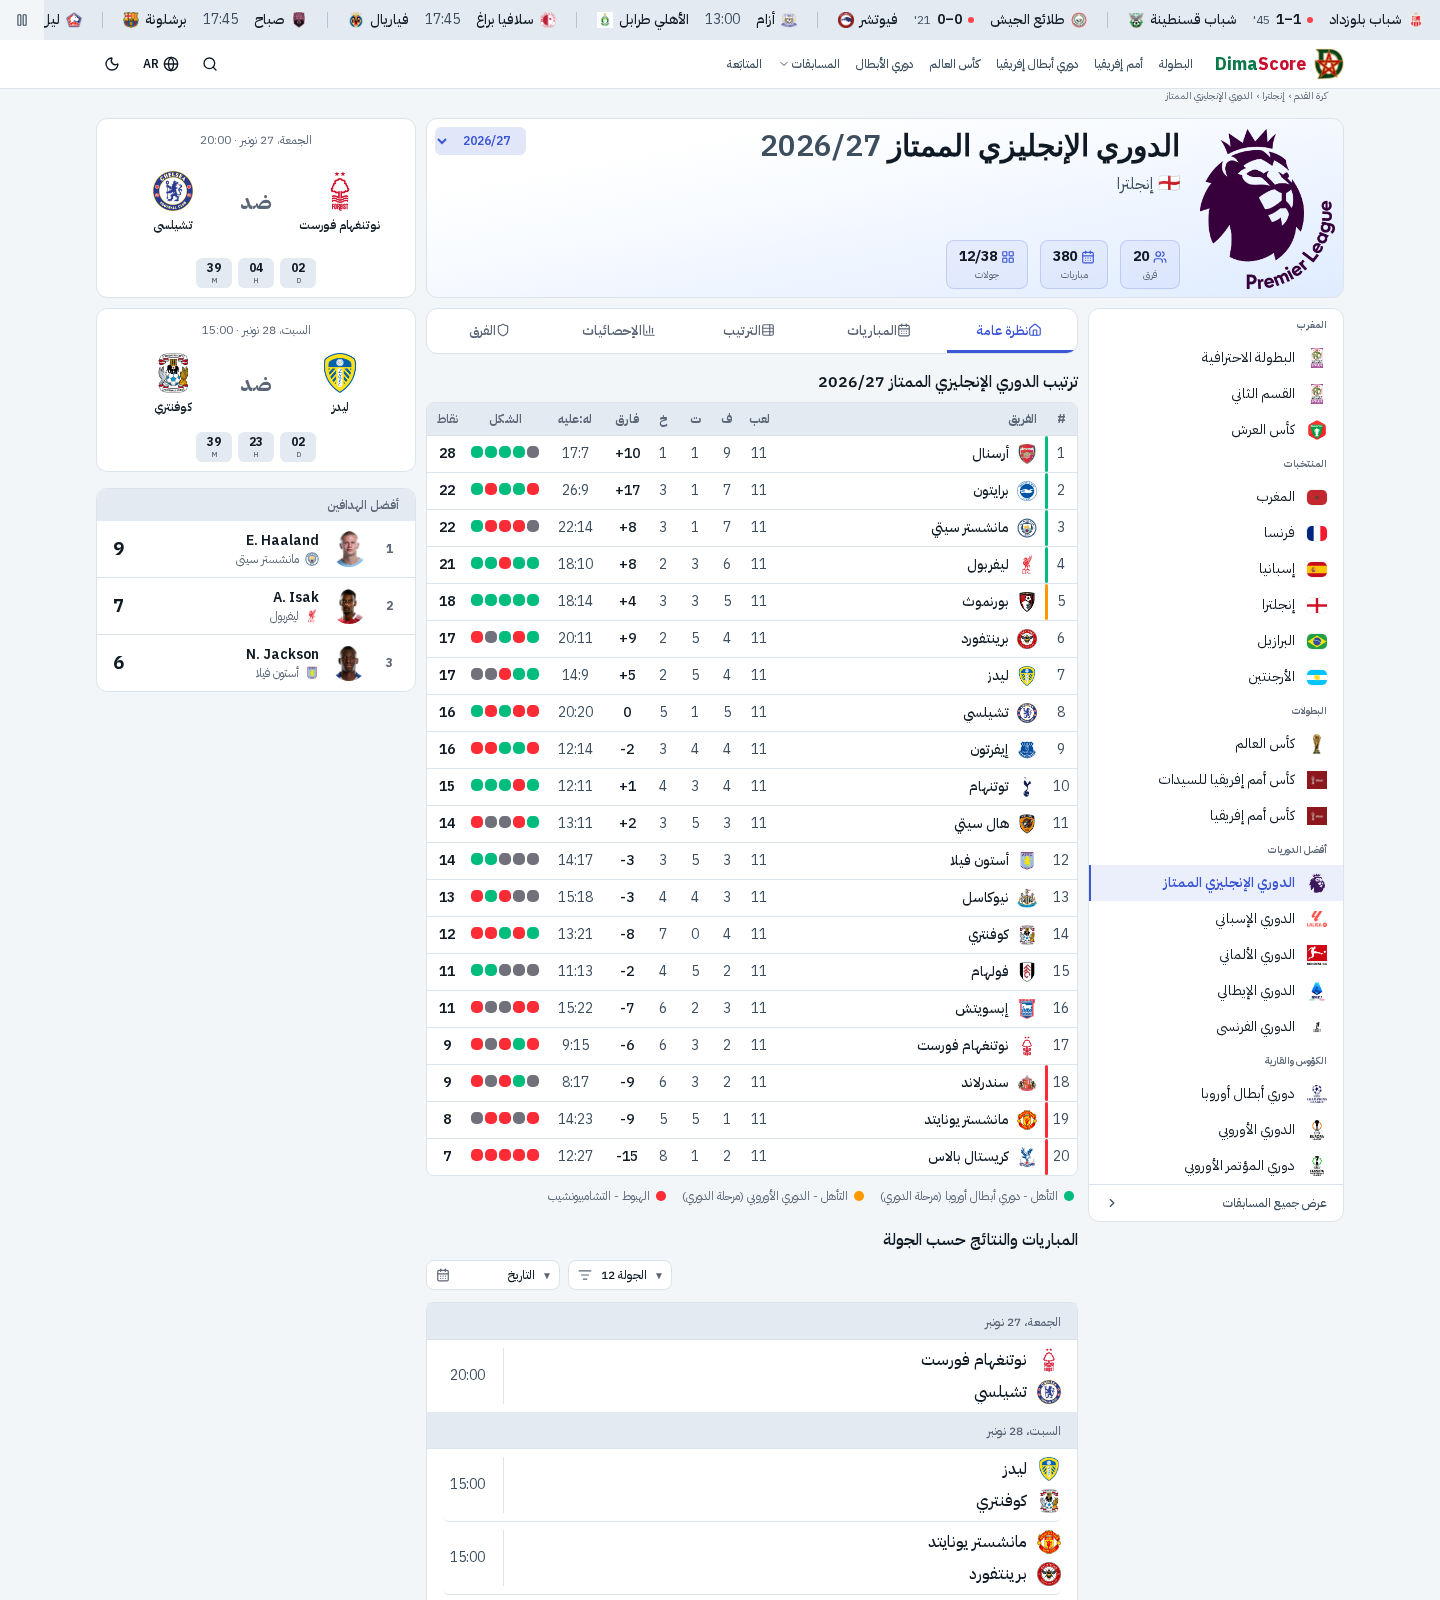 شباب بلوزداد 1–1 45' شباب قسنطينة
طلائع الجيش 0–0 21' فيوتشر
أزام 13:00 الأهلي طرابلس
سلافيا براغ 17:45 فياريال
صباح 17:45 برشلونة
ليل
DimaScore
البطولة
أمم إفريقيا
دوري أبطال إفريقيا
كأس العالم
دوري الأبطال
المسابقات
المتابَعة
AR
كرة القدم › إنجلترا › الدوري الإنجليزي الممتاز
Premier League
الدوري الإنجليزي الممتاز 2026/27
إنجلترا
2026/27
20
فرق
380
مباريات
12/38
جولات
الجمعة، 27 نونبر · 20:00
نوتنغهام فورست
ضد
تشيلسي
02 04 39
D H M
السبت، 28 نونبر · 15:00
ليدز
ضد
كوفنتري
02 23 39
D H M
أفضل الهدافين
1 E. Haaland 9
مانشستر سيتي
2 A. Isak 7
ليفربول
3 N. Jackson 6
أستون فيلا
المغرب
البطولة الاحترافية
القسم الثاني
كأس العرش
المنتخبات
المغرب
فرنسا
إسبانيا
إنجلترا
البرازيل
الأرجنتين
البطولات
كأس العالم
كأس أمم إفريقيا للسيدات
كأس أمم إفريقيا
أفضل الدوريات
الدوري الإنجليزي الممتاز
الدوري الإسباني
الدوري الألماني
الدوري الإيطالي
الدوري الفرنسي
الكؤوس والقارية
دوري أبطال أوروبا
الدوري الأوروبي
دوري المؤتمر الأوروبي
عرض جميع المسابقات
نظرة عامة
المباريات
الترتيب
الإحصائيات
الفرق
ترتيب الدوري الإنجليزي الممتاز 2026/27
# الفريق لعب ف ت خ فارق له:عليه الشكل نقاط
1 أرسنال 11 9 1 1 +10 17:7 28
2 برايتون 11 7 1 3 +17 26:9 22
3 مانشستر سيتي 11 7 1 3 +8 22:14 22
4 ليفربول 11 6 3 2 +8 18:10 21
5 بورنموث 11 5 3 3 +4 18:14 18
6 برينتفورد 11 4 5 2 +9 20:11 17
7 ليدز 11 4 5 2 +5 14:9 17
8 تشيلسي 11 5 1 5 0 20:20 16
9 إيفرتون 11 4 4 3 -2 12:14 16
10 توتنهام 11 4 3 4 +1 12:11 15
11 هال سيتي 11 3 5 3 +2 13:11 14
12 أستون فيلا 11 3 5 3 -3 14:17 14
13 نيوكاسل 11 3 4 4 -3 15:18 13
14 كوفنتري 11 4 0 7 -8 13:21 12
15 فولهام 11 2 5 4 -2 11:13 11
16 إبسويتش 11 3 2 6 -7 15:22 11
17 نوتنغهام فورست 11 2 3 6 -6 9:15 9
18 سندرلاند 11 2 3 6 -9 8:17 9
19 مانشستر يونايتد 11 1 5 5 -9 14:23 8
20 كريستال بالاس 11 2 1 8 -15 12:27 7
التأهل - دوري أبطال أوروبا (مرحلة الدوري)
التأهل - الدوري الأوروبي (مرحلة الدوري)
الهبوط - التشامبيونشيب
المباريات والنتائج حسب الجولة
الجولة 12
التاريخ
الجمعة، 27 نونبر
نوتنغهام فورست
تشيلسي
20:00
السبت، 28 نونبر
ليدز
كوفنتري
15:00
مانشستر يونايتد
برينتفورد
15:00